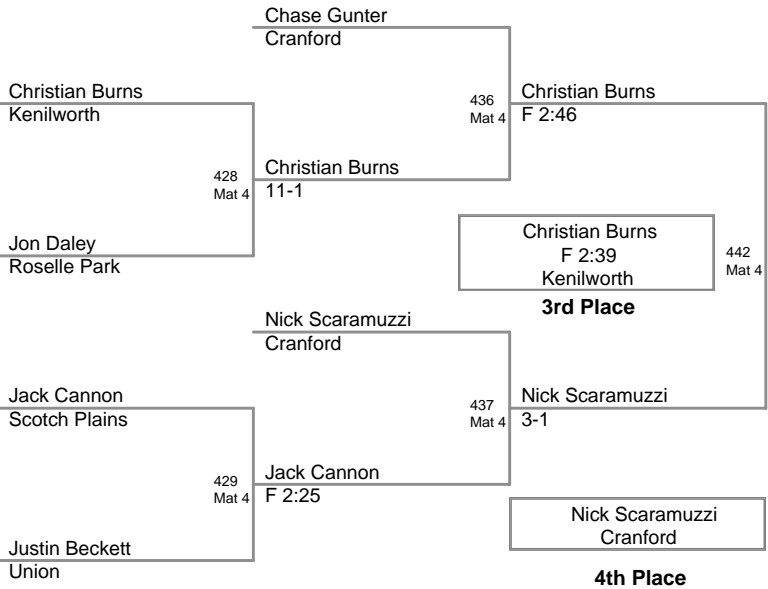 Chase Gunter
Cranford
Christian Burns
Kenilworth
436
Mat 4
Christian Burns
F 2:46
428
Mat 4
Christian Burns
11-1
Jon Daley
Roselle Park
Christian Burns
F 2:39
Kenilworth
442
Mat 4
3rd Place
Nick Scaramuzzi
Cranford
Jack Cannon
Scotch Plains
437
Mat 4
Nick Scaramuzzi
3-1
429
Mat 4
Jack Cannon
F 2:25
Nick Scaramuzzi
Cranford
Justin Beckett
Union
4th Place